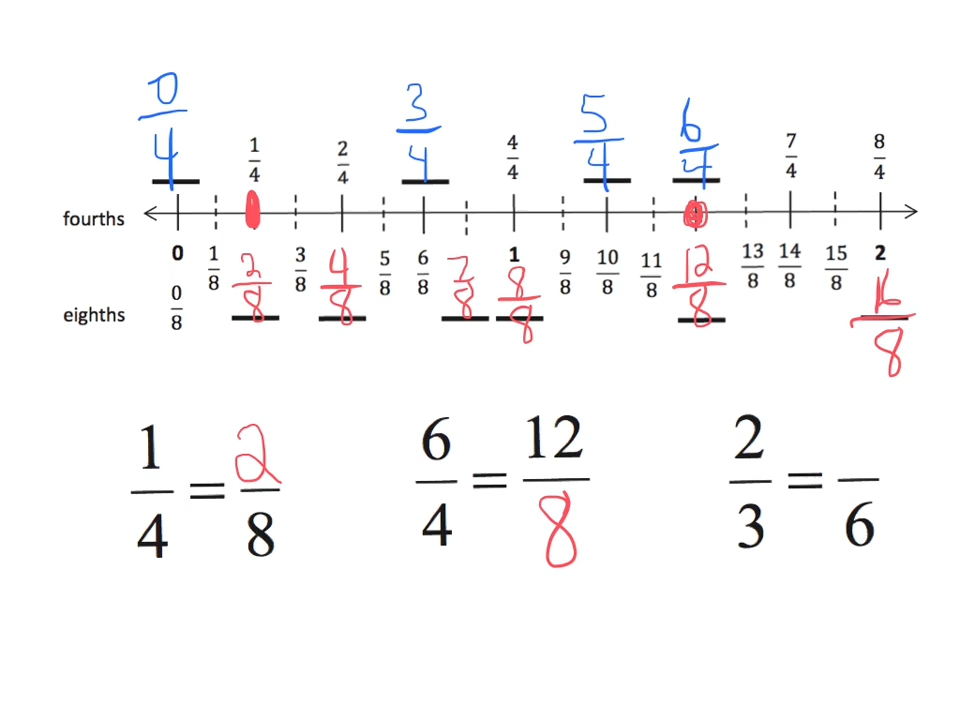 0/4 1/4 2/4 3/4 4/4 5/4 6/4 7/4 8/4
fourths
0 1/8 2/8 3/8 4/8 5/8 6/8 7/8 1 9/8 10/8 11/8 12/8 13/8 14/8 15/8 2
eighths 0/8 8/8 16/8
1/4 = 2/8 6/4 = 12/8 2/3 = /6